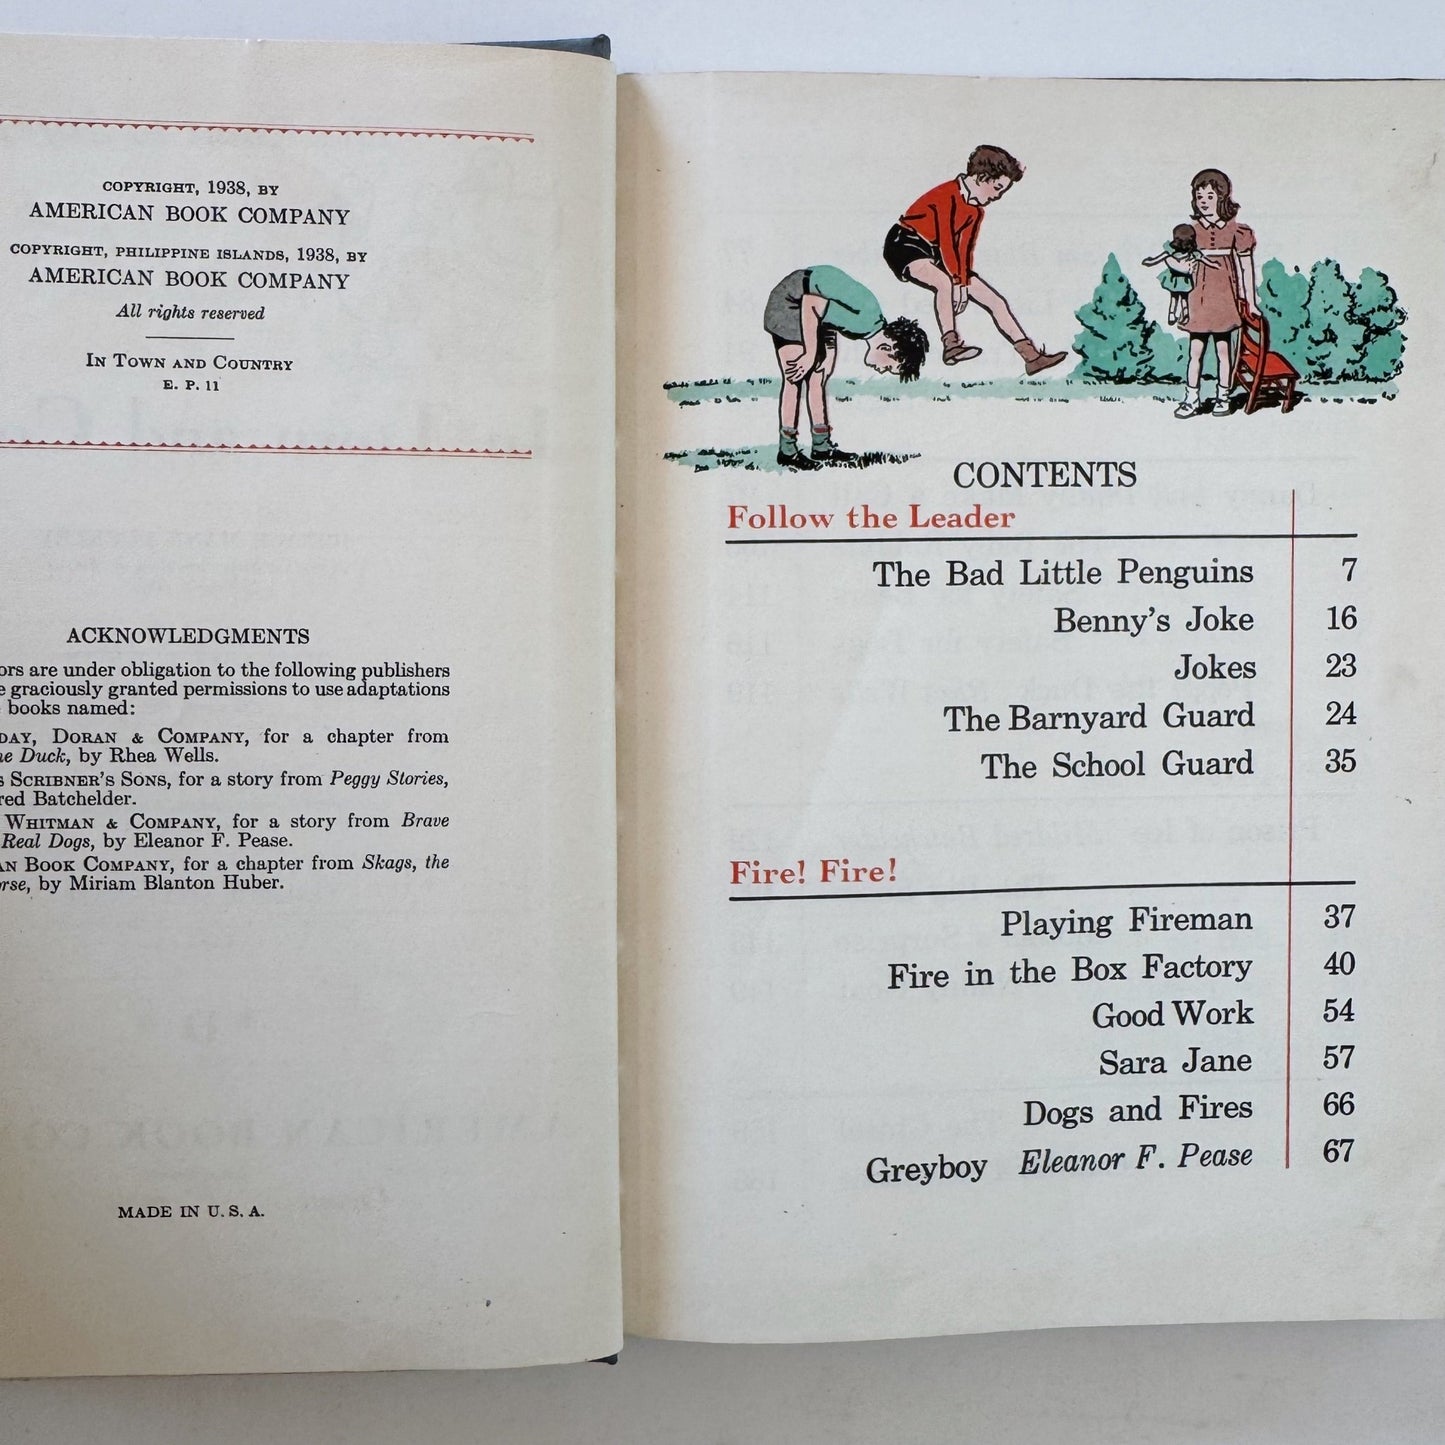 COPYRIGHT, 1938, BY
AMERICAN BOOK COMPANY
COPYRIGHT, PHILIPPINE ISLANDS, 1938, BY
AMERICAN BOOK COMPANY
All rights reserved
IN TOWN AND COUNTRY
E. P. 11
ACKNOWLEDGMENTS
ors are under obligation to the following publishers
e graciously granted permissions to use adaptations
books named:
DAY, DORAN & COMPANY, for a chapter from
ne Duck, by Rhea Wells.
s SCRIBNER'S SONS, for a story from Peggy Stories,
red Batchelder.
WHITMAN & COMPANY, for a story from Brave
Real Dogs, by Eleanor F. Pease.
AN BOOK COMPANY, for a chapter from Skags, the
rse, by Miriam Blanton Huber.
MADE IN U. S. A.
CONTENTS
Follow the Leader
The Bad Little Penguins 7
Benny's Joke 16
Jokes 23
The Barnyard Guard 24
The School Guard 35
Fire! Fire!
Playing Fireman 37
Fire in the Box Factory 40
Good Work 54
Sara Jane 57
Dogs and Fires 66
Greyboy Eleanor F. Pease 67